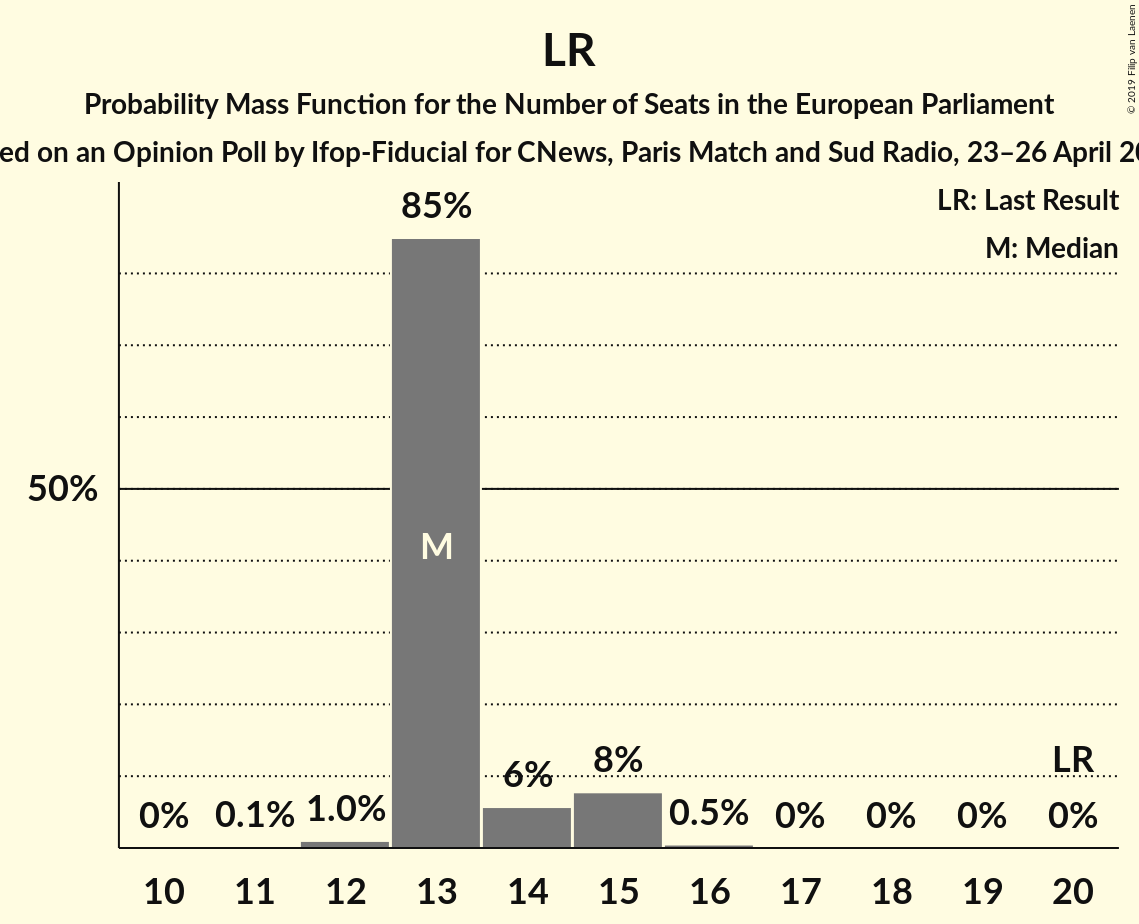 LR
Probability Mass Function for the Number of Seats in the European Parliament
on an Opinion Poll by Ifop-Fiducial for CNews, Paris Match and Sud Radio, 23–26 April
© 2019 Filip van Laenen
LR: Last Result
M: Median
85%
50%
M
6%
8%
LR
0%
0.1%
1.0%
0.5%
0%
0%
0%
0%
10
11
12
13
14
15
16
17
18
19
20